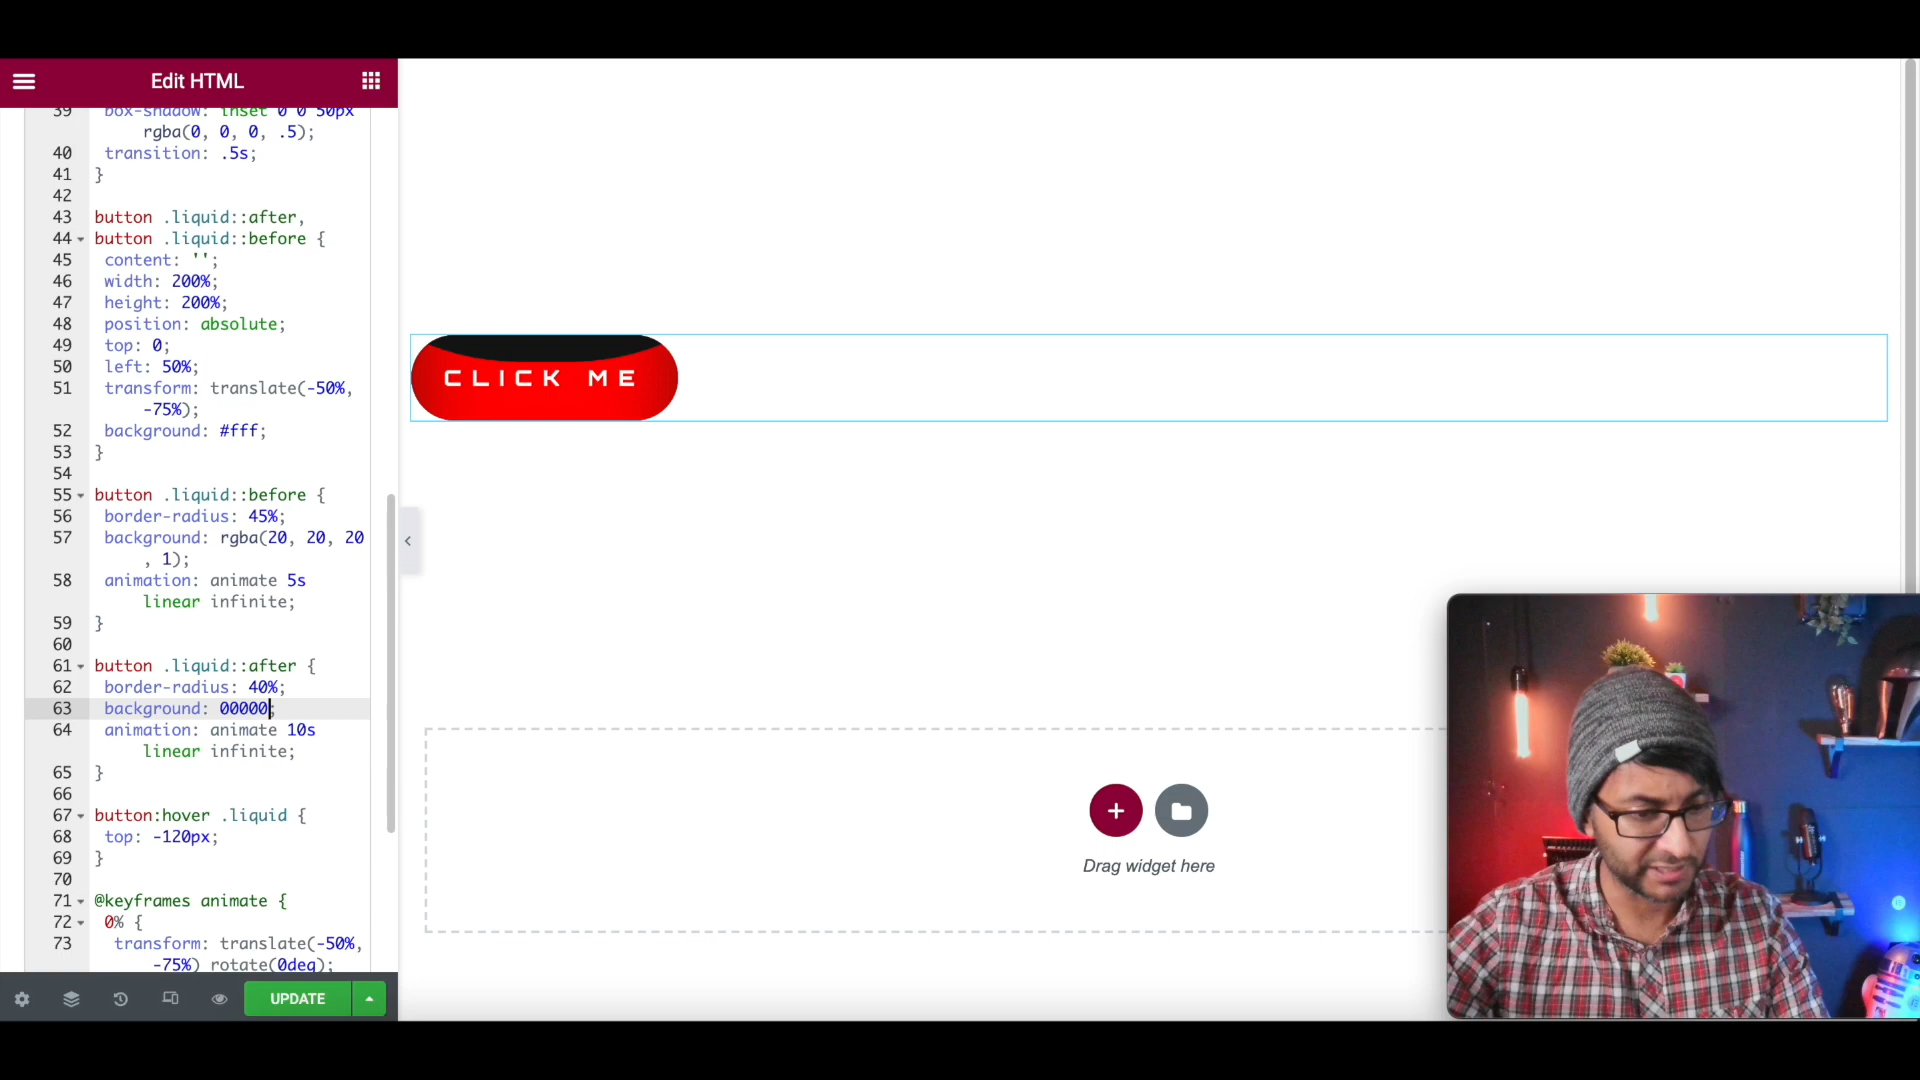 Edit HTML
39 box-shadow: inset 0 0 50px
rgba(0, 0, 0, .5);
40 transition: .5s;
41 }
42
43 button .liquid::after,
44 button .liquid::before {
45 content: '';
46 width: 200%;
47 height: 200%;
48 position: absolute;
49 top: 0;
50 left: 50%;
51 transform: translate(-50%,
-75%);
52 background: #fff;
53 }
54
55 button .liquid::before {
56 border-radius: 45%;
57 background: rgba(20, 20, 20
, 1);
58 animation: animate 5s
linear infinite;
59 }
60
61 button .liquid::after {
62 border-radius: 40%;
63 background: 00000;
64 animation: animate 10s
linear infinite;
65 }
66
67 button:hover .liquid {
68 top: -120px;
69 }
70
71 @keyframes animate {
72 0% {
73 transform: translate(-50%,
-75%) rotate(0deg);
UPDATE
CLICK ME
Drag widget here